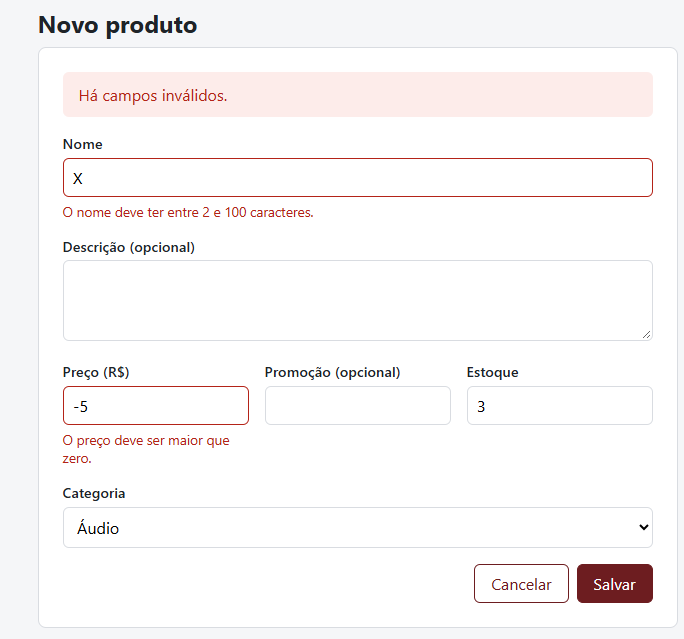 Novo produto
Há campos inválidos.
Nome
X
O nome deve ter entre 2 e 100 caracteres.
Descrição (opcional)
Preço (R$) Promoção (opcional) Estoque
-5 3
O preço deve ser maior que
zero.
Categoria
Áudio
Cancelar Salvar